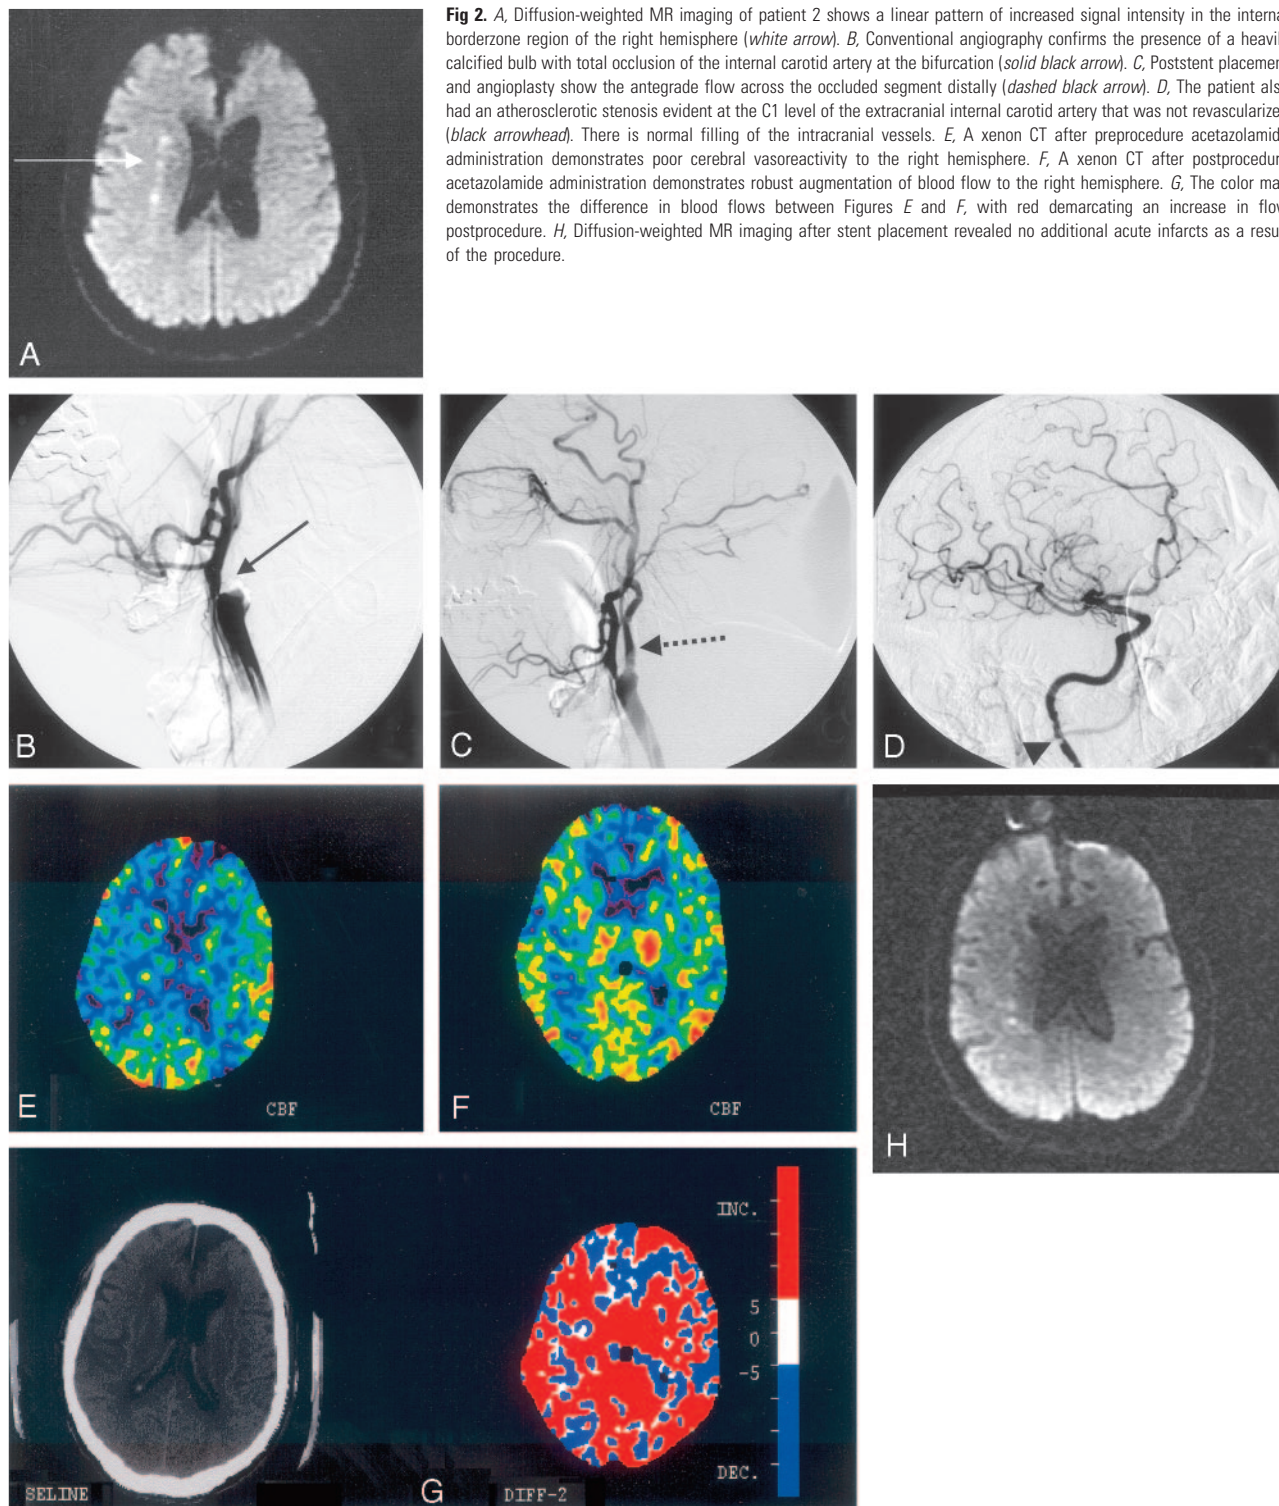 Fig 2. A, Diffusion-weighted MR imaging of patient 2 shows a linear pattern of increased signal intensity in the interna
borderzone region of the right hemisphere (white arrow). B, Conventional angiography confirms the presence of a heavil
calcified bulb with total occlusion of the internal carotid artery at the bifurcation (solid black arrow). C, Poststent placemen
and angioplasty show the antegrade flow across the occluded segment distally (dashed black arrow). D, The patient als
had an atherosclerotic stenosis evident at the C1 level of the extracranial internal carotid artery that was not revascularize
(black arrowhead). There is normal filling of the intracranial vessels. E, A xenon CT after preprocedure acetazolamid
administration demonstrates poor cerebral vasoreactivity to the right hemisphere. F, A xenon CT after postprocedur
acetazolamide administration demonstrates robust augmentation of blood flow to the right hemisphere. G, The color ma
demonstrates the difference in blood flows between Figures E and F, with red demarcating an increase in flow
postprocedure. H, Diffusion-weighted MR imaging after stent placement revealed no additional acute infarcts as a resu
of the procedure.
A
B
C
D
E
CBF
F
CBF
H
INC.
5
0
-5
DEC.
SELINE
G
DIFF-2